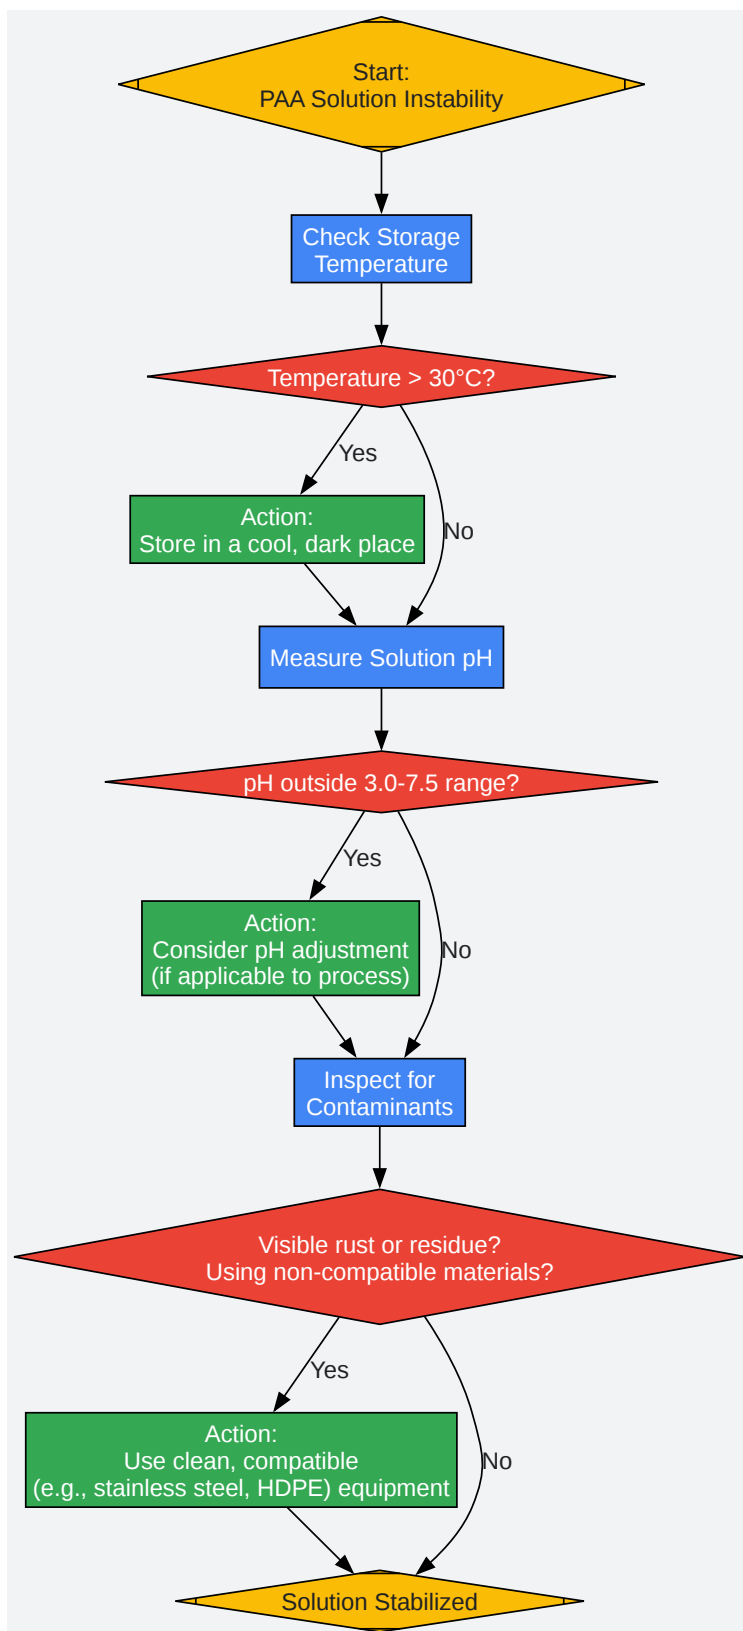 Start:
PAA Solution Instability
Check Storage
Temperature
Temperature > 30°C?
Yes
Action:
Store in a cool, dark place
No
Measure Solution pH
pH outside 3.0-7.5 range?
Yes
Action:
Consider pH adjustment
(if applicable to process)
No
Inspect for
Contaminants
Visible rust or residue?
Using non-compatible materials?
Yes
Action:
Use clean, compatible
(e.g., stainless steel, HDPE) equipment
No
Solution Stabilized